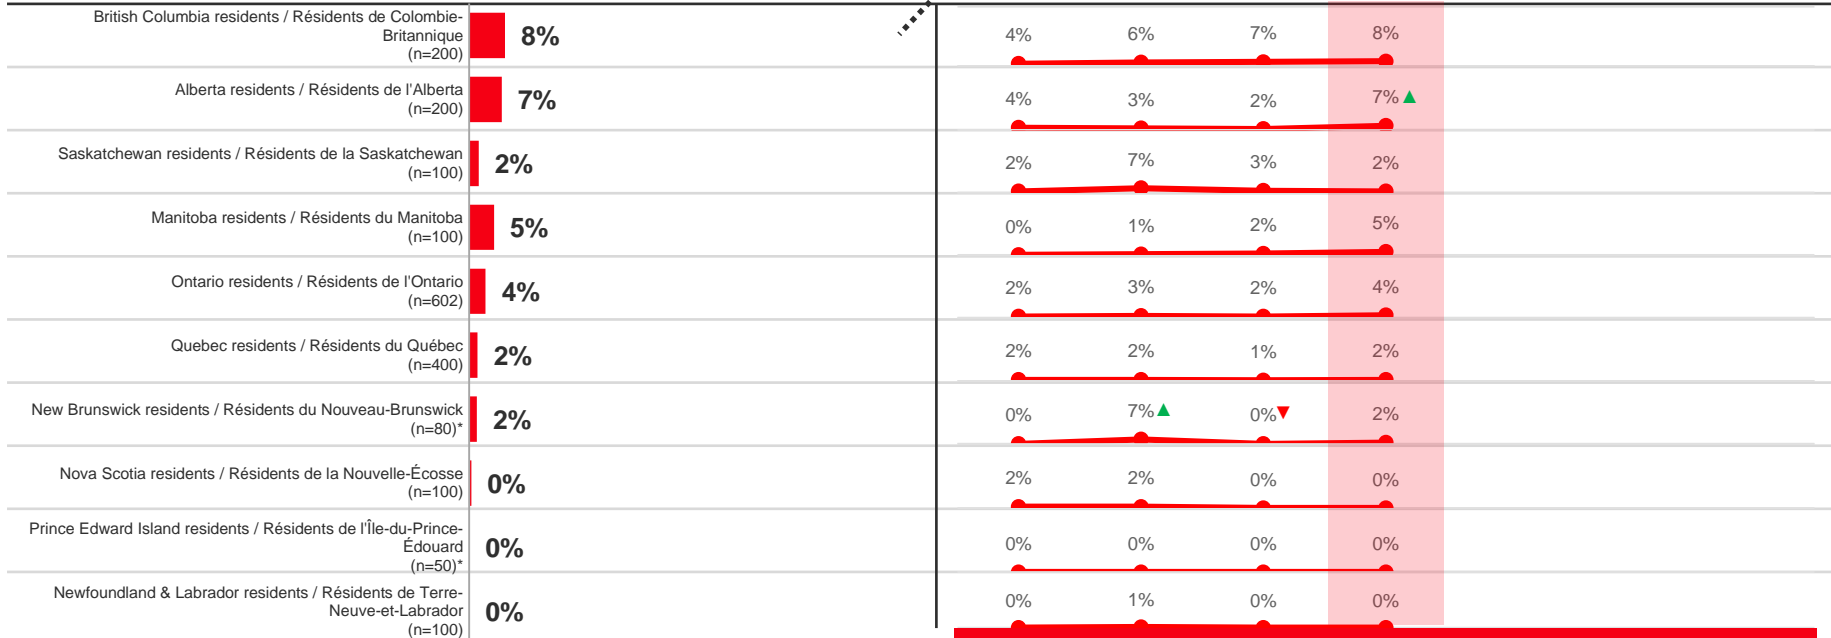 British Columbia residents / Résidents de Colombie-
Britannique
(n=200)
8%
4% 6% 7% 8%
Alberta residents / Résidents de l'Alberta
(n=200)
7%
4% 3% 2% 7% ▲
Saskatchewan residents / Résidents de la Saskatchewan
(n=100)
2%
2% 7% 3% 2%
Manitoba residents / Résidents du Manitoba
(n=100)
5%
0% 1% 2% 5%
Ontario residents / Résidents de l'Ontario
(n=602)
4%
2% 3% 2% 4%
Quebec residents / Résidents du Québec
(n=400)
2%
2% 2% 1% 2%
New Brunswick residents / Résidents du Nouveau-Brunswick
(n=80)*
2%
0% 7% ▲ 0% ▼ 2%
Nova Scotia residents / Résidents de la Nouvelle-Écosse
(n=100)
0%
2% 2% 0% 0%
Prince Edward Island residents / Résidents de l'Île-du-Prince-
Édouard
(n=50)*
0%
0% 0% 0% 0%
Newfoundland & Labrador residents / Résidents de Terre-
Neuve-et-Labrador
(n=100)
0%
0% 1% 0% 0%